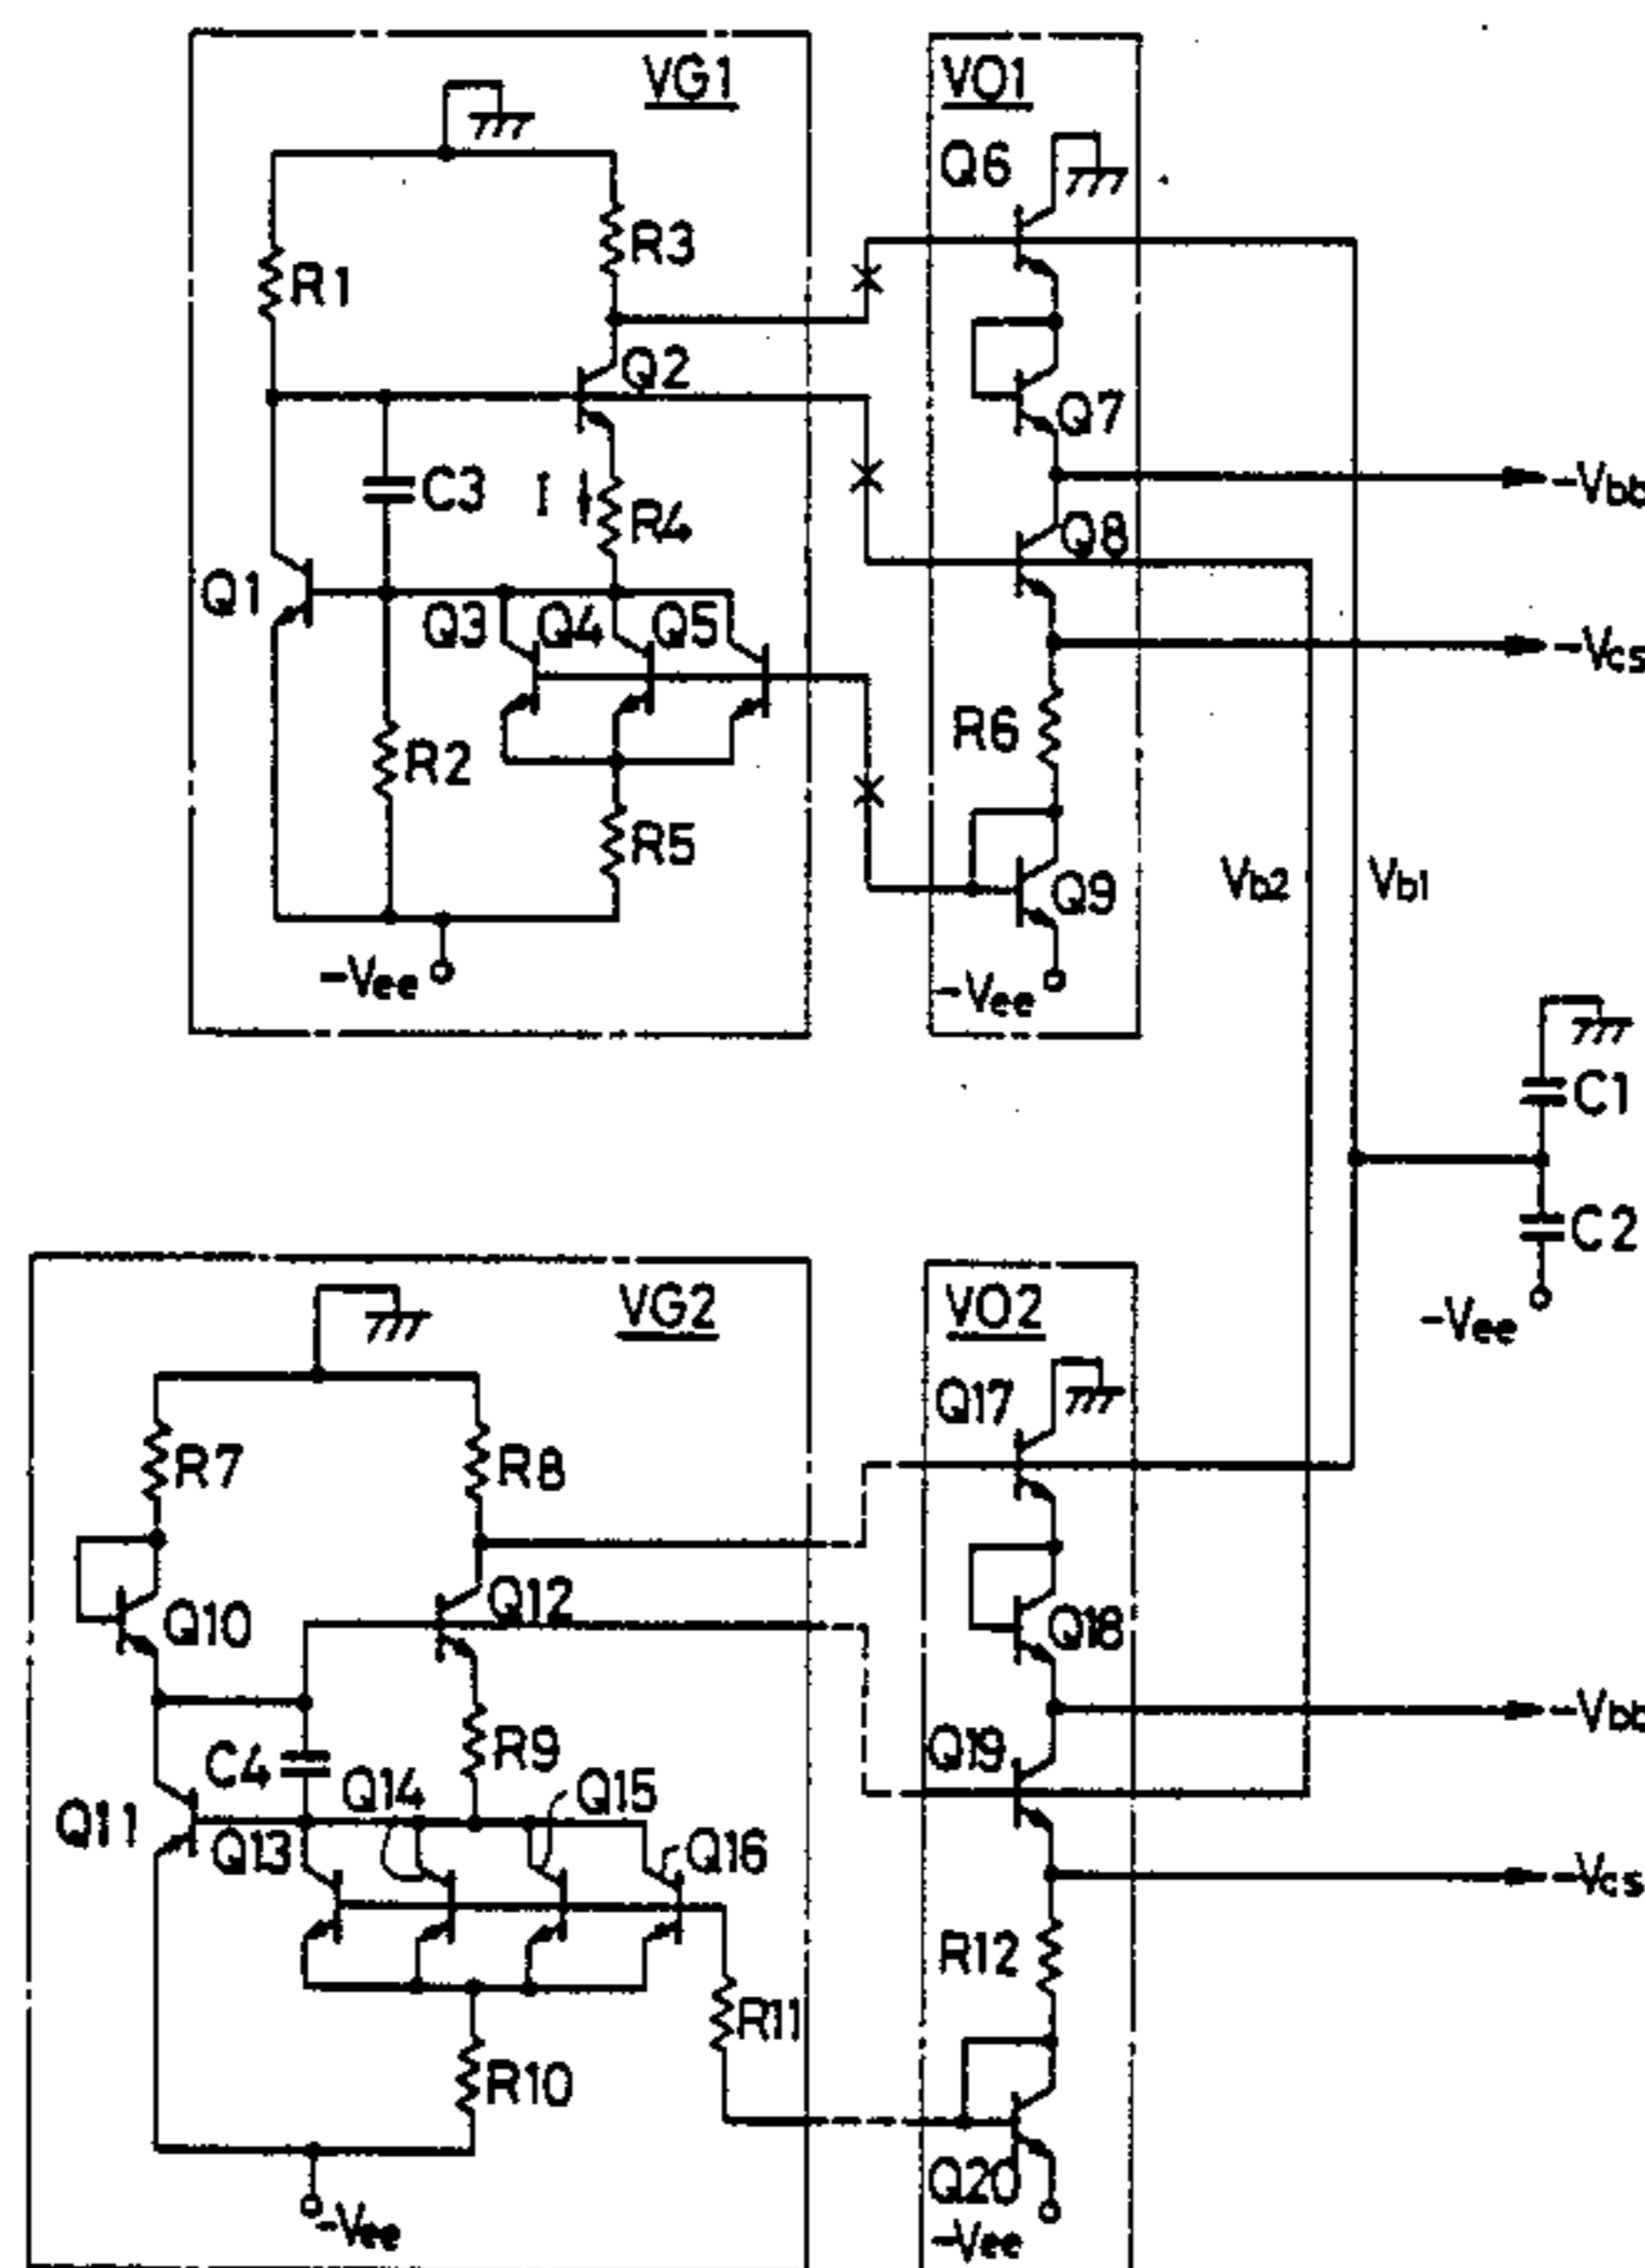 VG1
VO1
Q6
R3
R1
Q2
Q7
C3
I
R4
-Vbb
Q8
Q1
Q3
Q4
Q5
-Vcs
R2
R6
R5
Q9
Vb2
Vb1
-Vee
-Vee
C1
C2
-Vee
VG2
VO2
Q17
R7
R8
Q10
Q12
Q18
R9
-Vbb
C4
Q14
Q15
Q19
Q11
Q13
Q16
-Vcs
R12
R11
R10
Q20
-Vee
-Vee